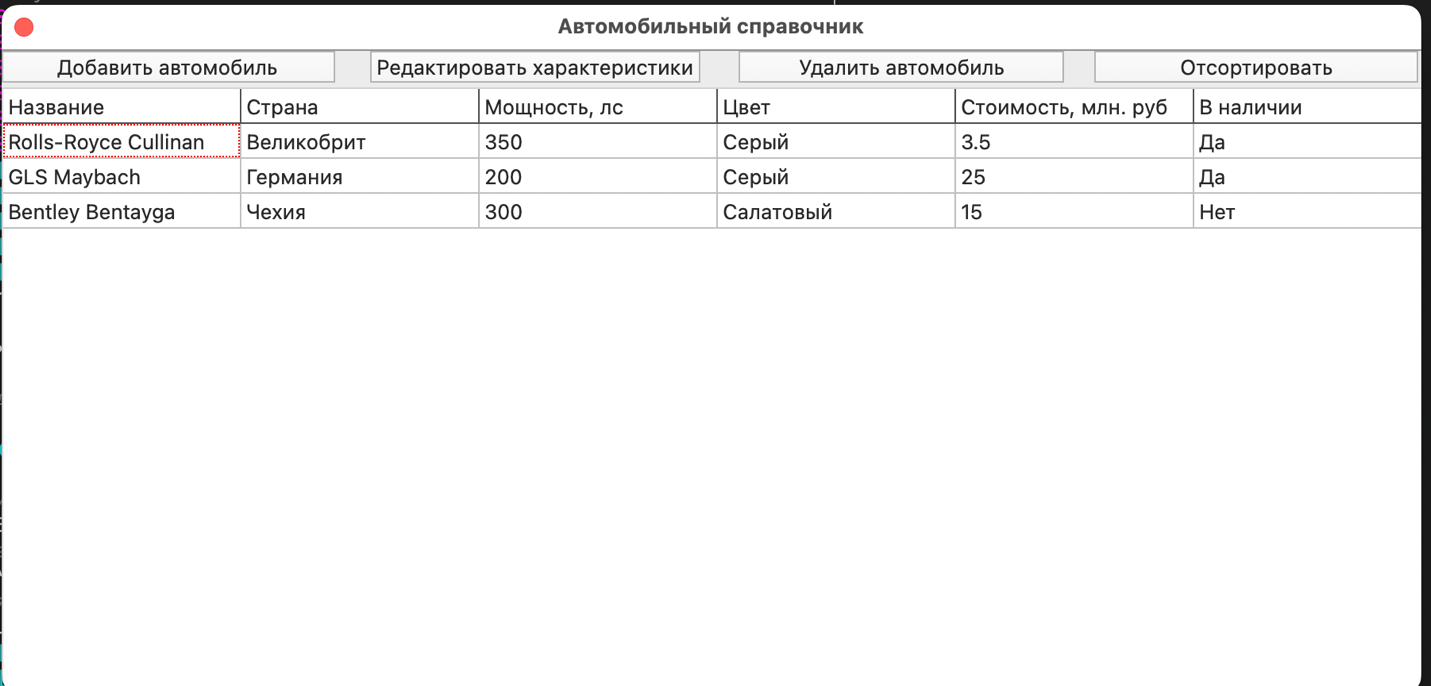 Автомобильный справочник
Добавить автомобиль Редактировать характеристики Удалить автомобиль Отсортировать
Название Страна Мощность, лс Цвет Стоимость, млн. руб В наличии
Rolls-Royce Cullinan Великобрит 350 Серый 3.5 Да
GLS Maybach Германия 200 Серый 25 Да
Bentley Bentayga Чехия 300 Салатовый 15 Нет